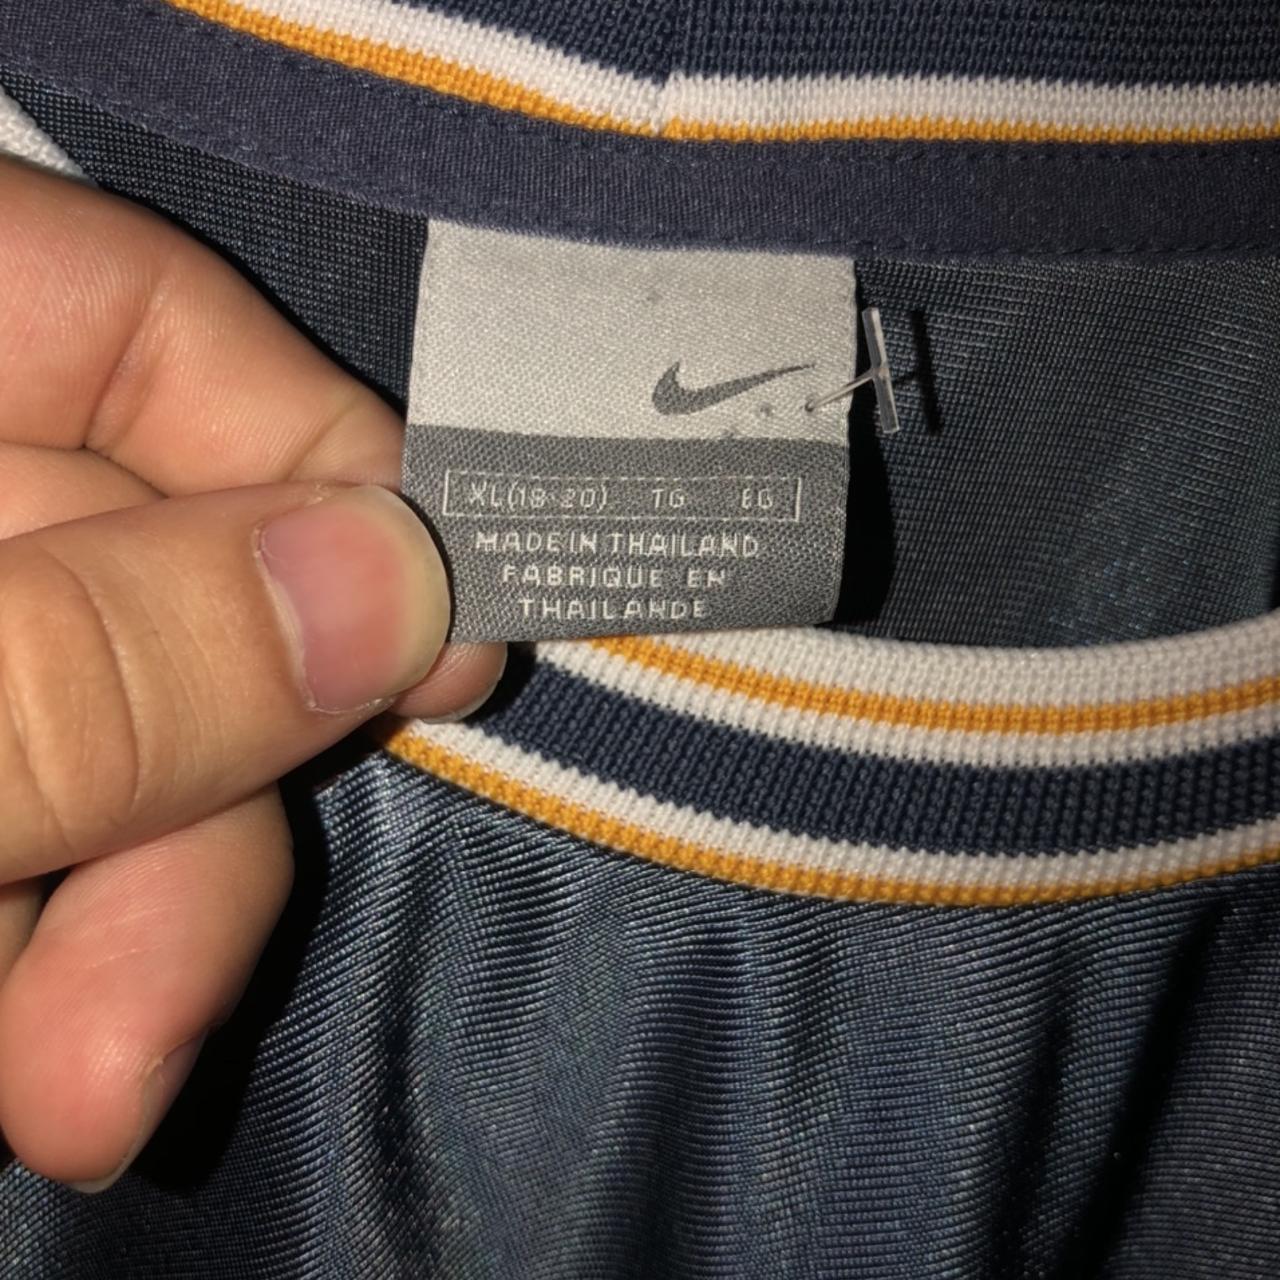 XL(18-20) TG EG
MADE IN THAILAND
FABRIQUE EN
THAILANDE